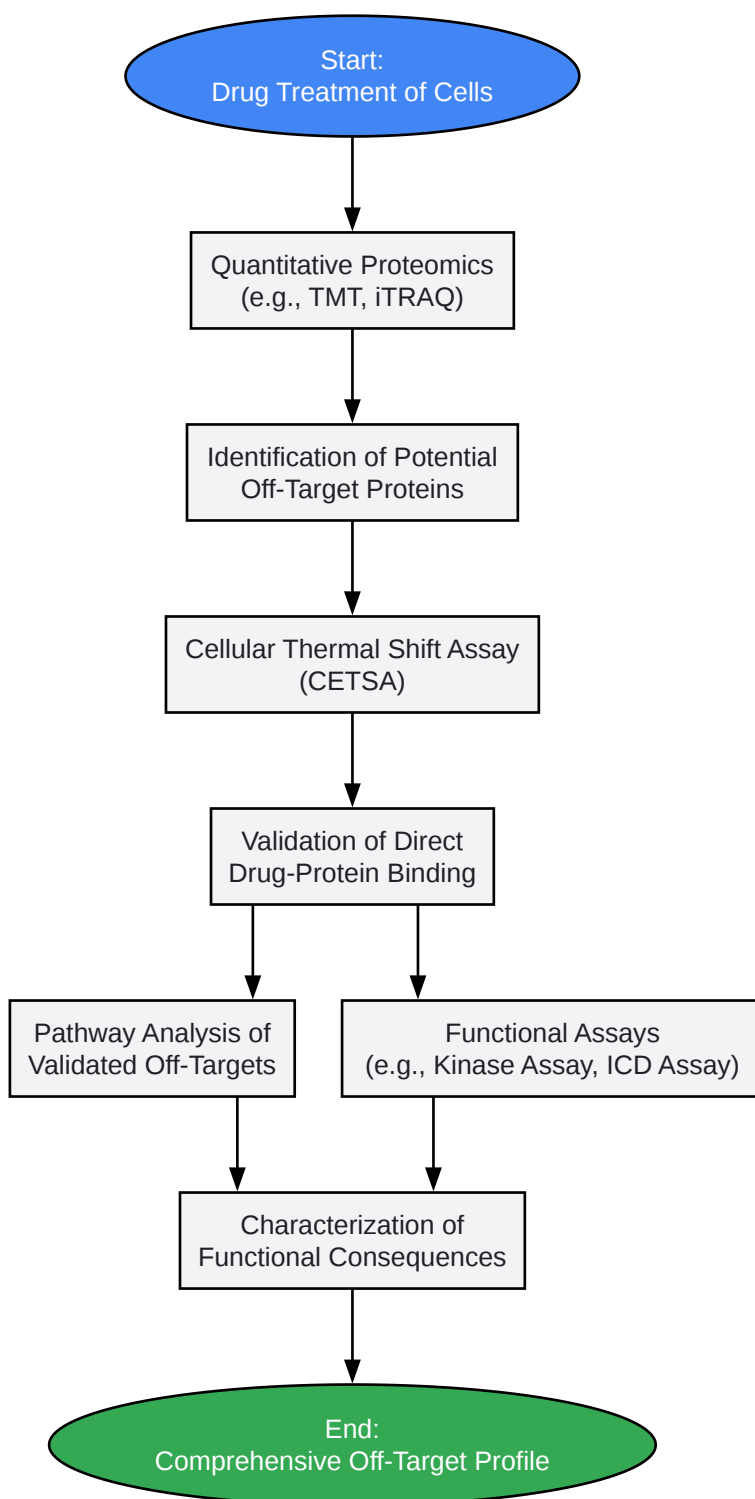 Start:
Drug Treatment of Cells
Quantitative Proteomics
(e.g., TMT, iTRAQ)
Identification of Potential
Off-Target Proteins
Cellular Thermal Shift Assay
(CETSA)
Validation of Direct
Drug-Protein Binding
Pathway Analysis of
Validated Off-Targets
Functional Assays
(e.g., Kinase Assay, ICD Assay)
Characterization of
Functional Consequences
End:
Comprehensive Off-Target Profile